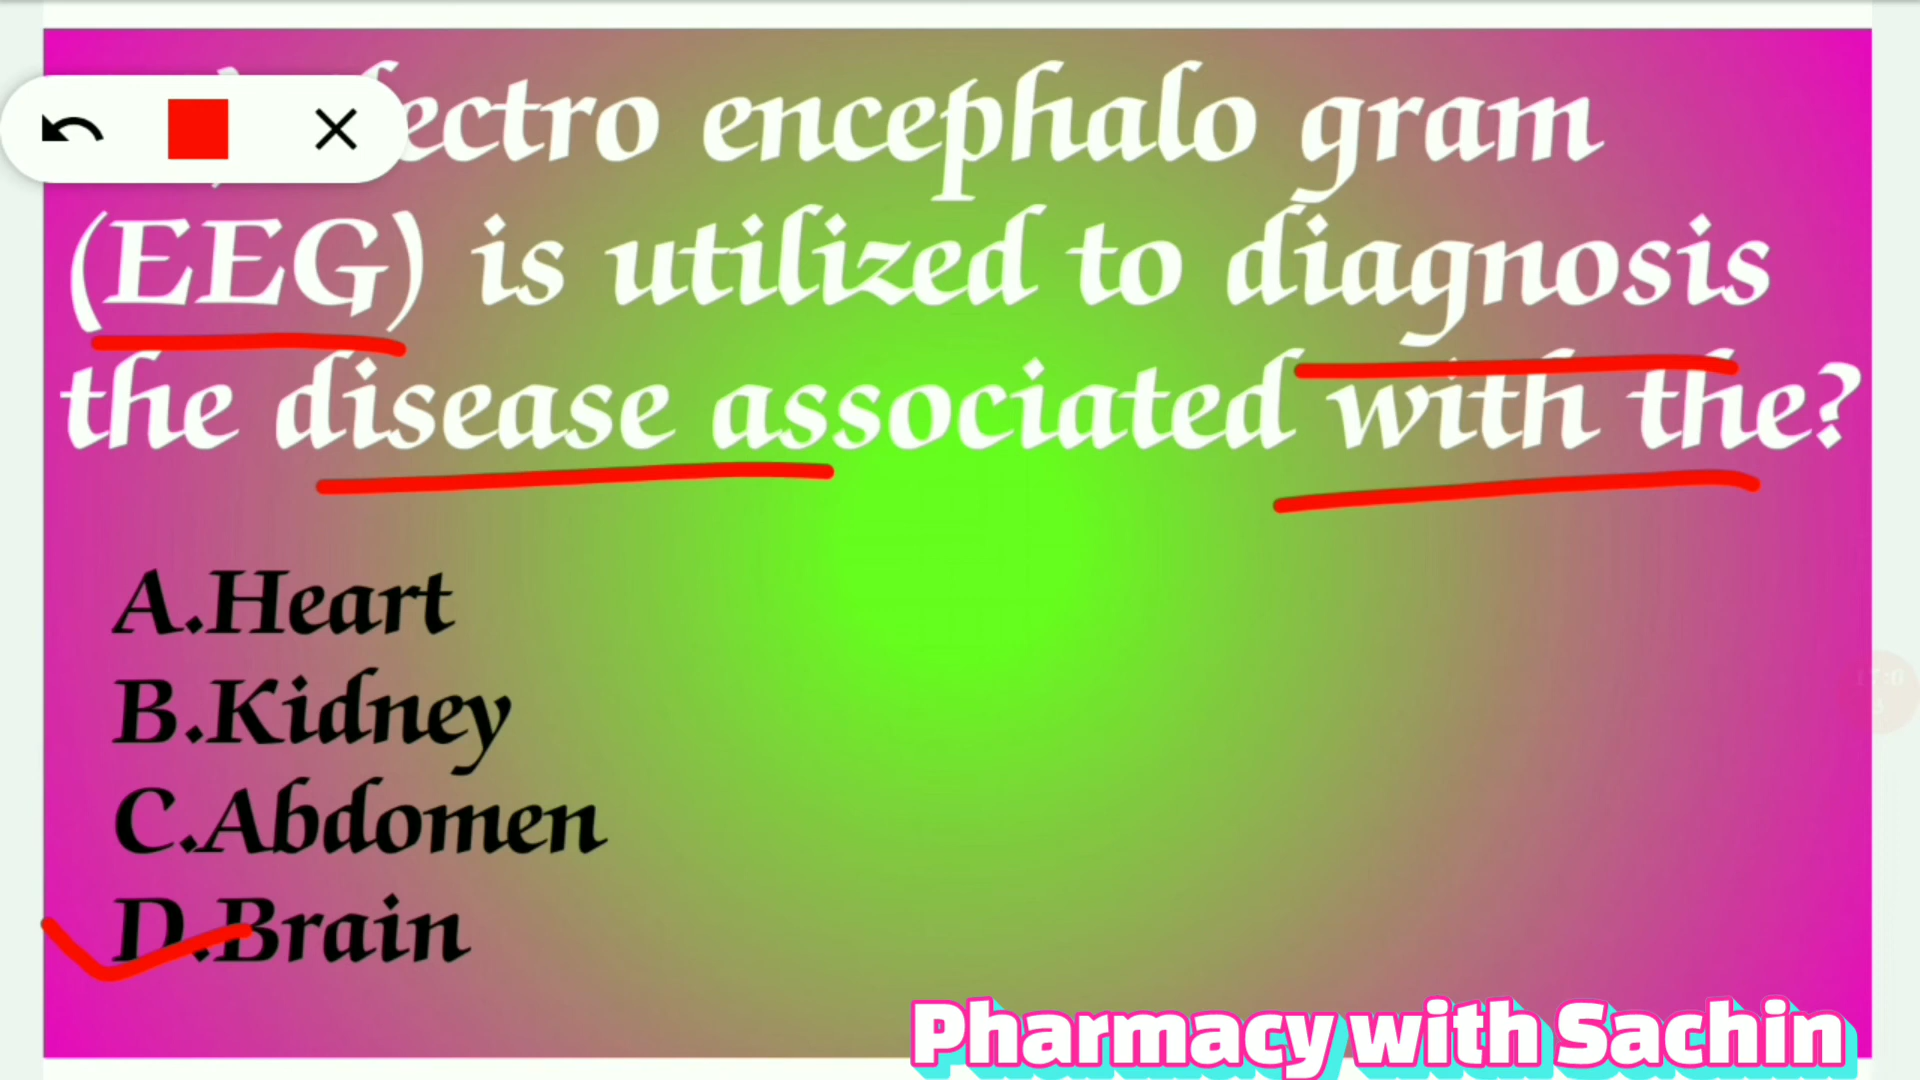 encephalo gram
(EEG) is utilized to diagnosis
the disease associated with the?
A.Heart
B.Kidney
C.Abdomen
D.Brain
Pharmacy with Sachin